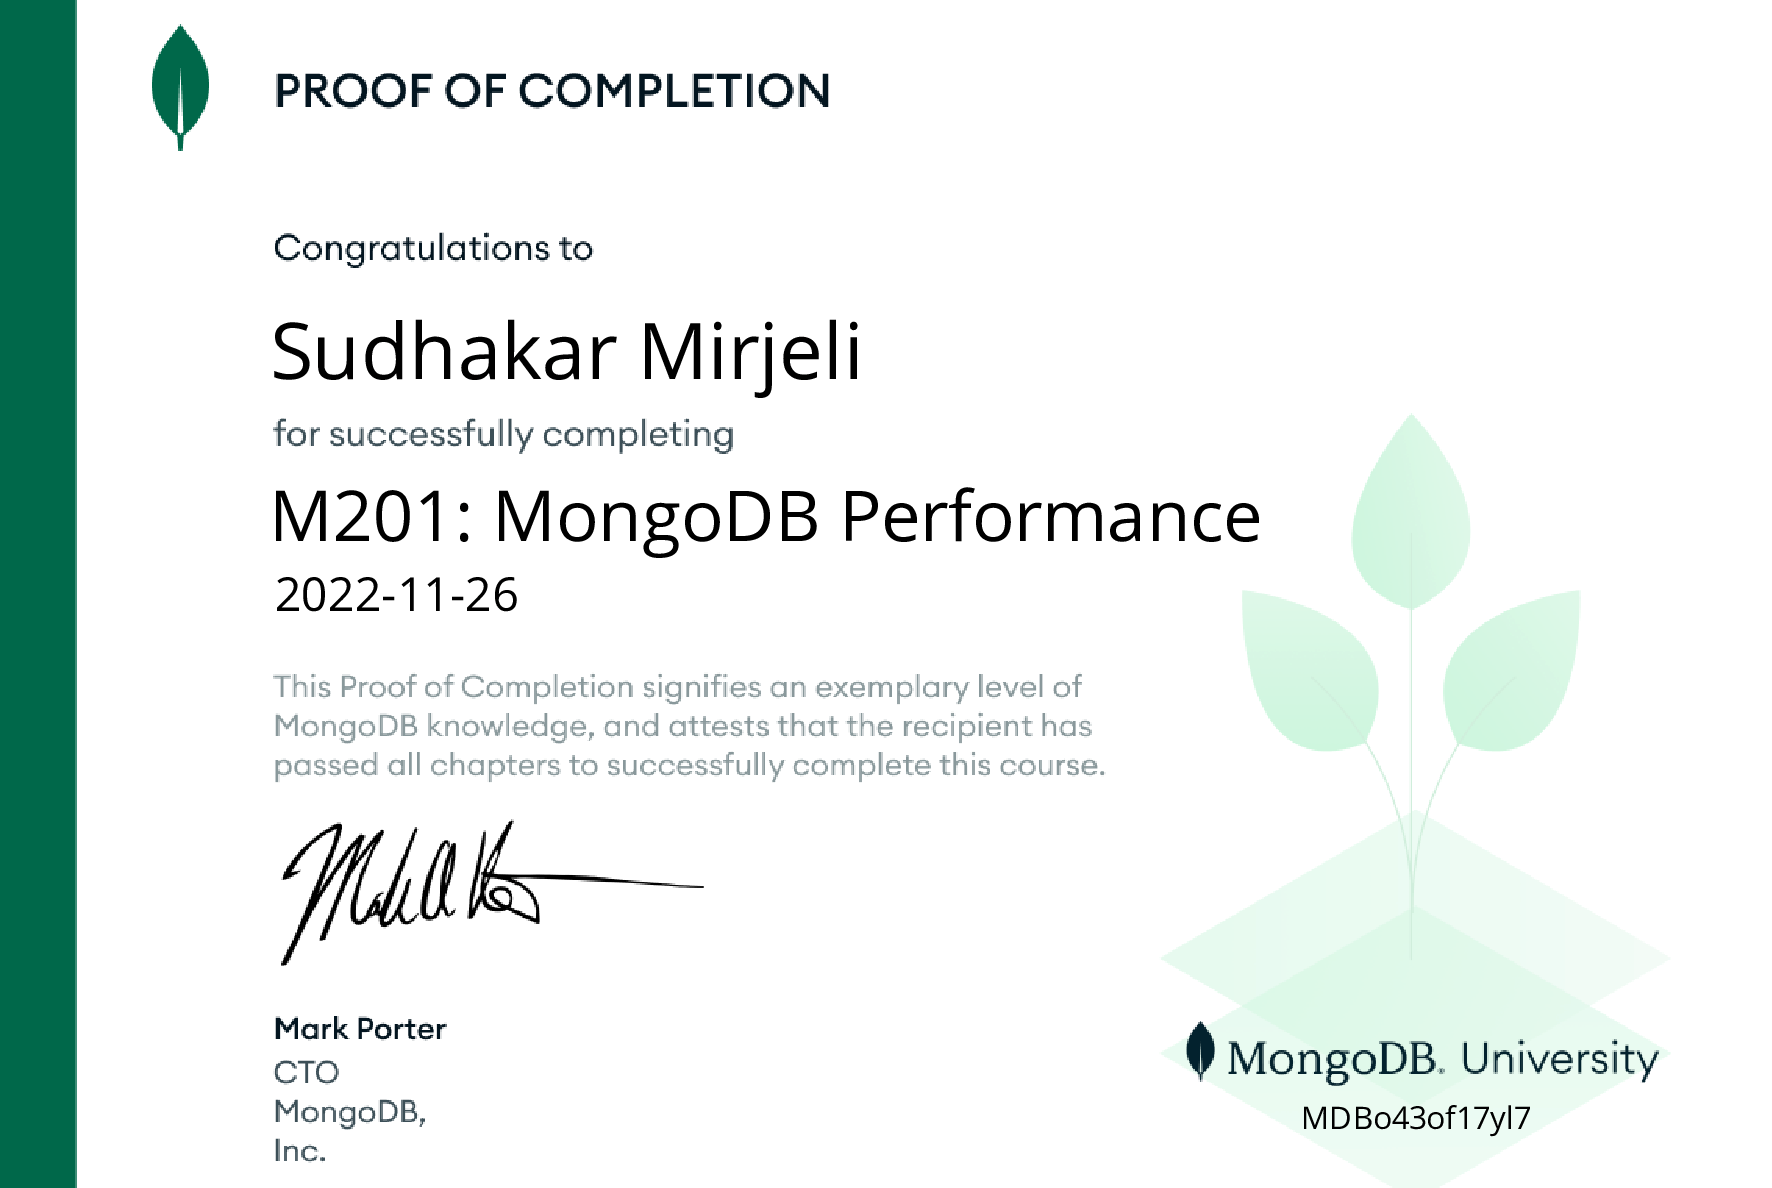 PROOF OF COMPLETION
Congratulations to
Sudhakar Mirjeli
for successfully completing
M201: MongoDB Performance
2022-11-26
This Proof of Completion signifies an exemplary level of
MongoDB knowledge, and attests that the recipient has
passed all chapters to successfully complete this course.
Mark Porter
CTO
MongoDB,
Inc.
MongoDB. University
MDBo43of17yl7